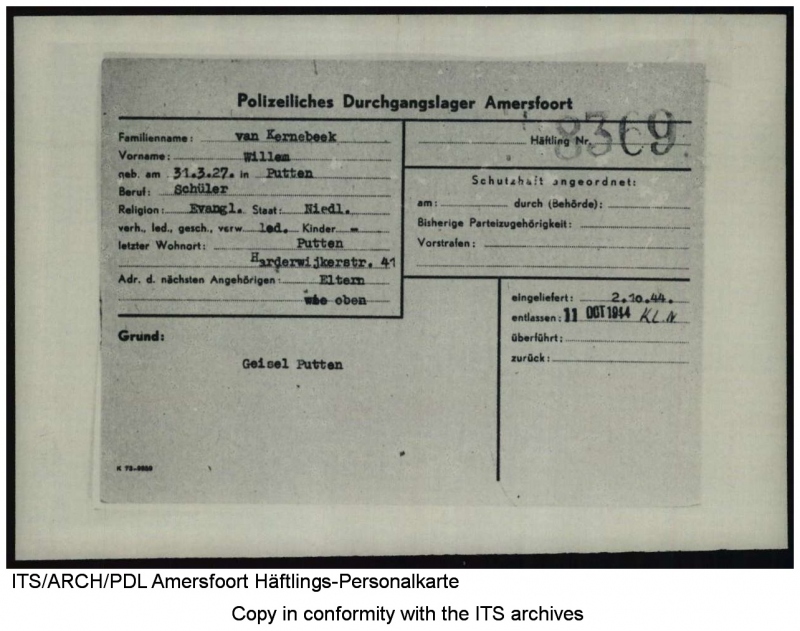 Polizeiliches Durchgangslager Amersfoort
Familienname: van Kernebeek
Vorname: Willem
geb. am 31.3.27. in Putten
Beruf: Schüler
Religion: Evangl. Staat: Niedl.
verh., led., gesch., verw. led. Kinder -
letzter Wohnort: Putten
Harderwijkerstr. 41
Adr. d. nächsten Angehörigen: Eltern
wie oben
Häftling Nr. 8369.
Schutzhaft angeordnet:
am: durch (Behörde):
Bisherige Parteizugehörigkeit:
Vorstrafen:
eingeliefert: 2.10.44.
entlassen: 11 OCT 1944 K.L.N
überführt:
zurück:
Grund:
Geisel Putten
ITS/ARCH/PDL Amersfoort Häftlings-Personalkarte
Copy in conformity with the ITS archives